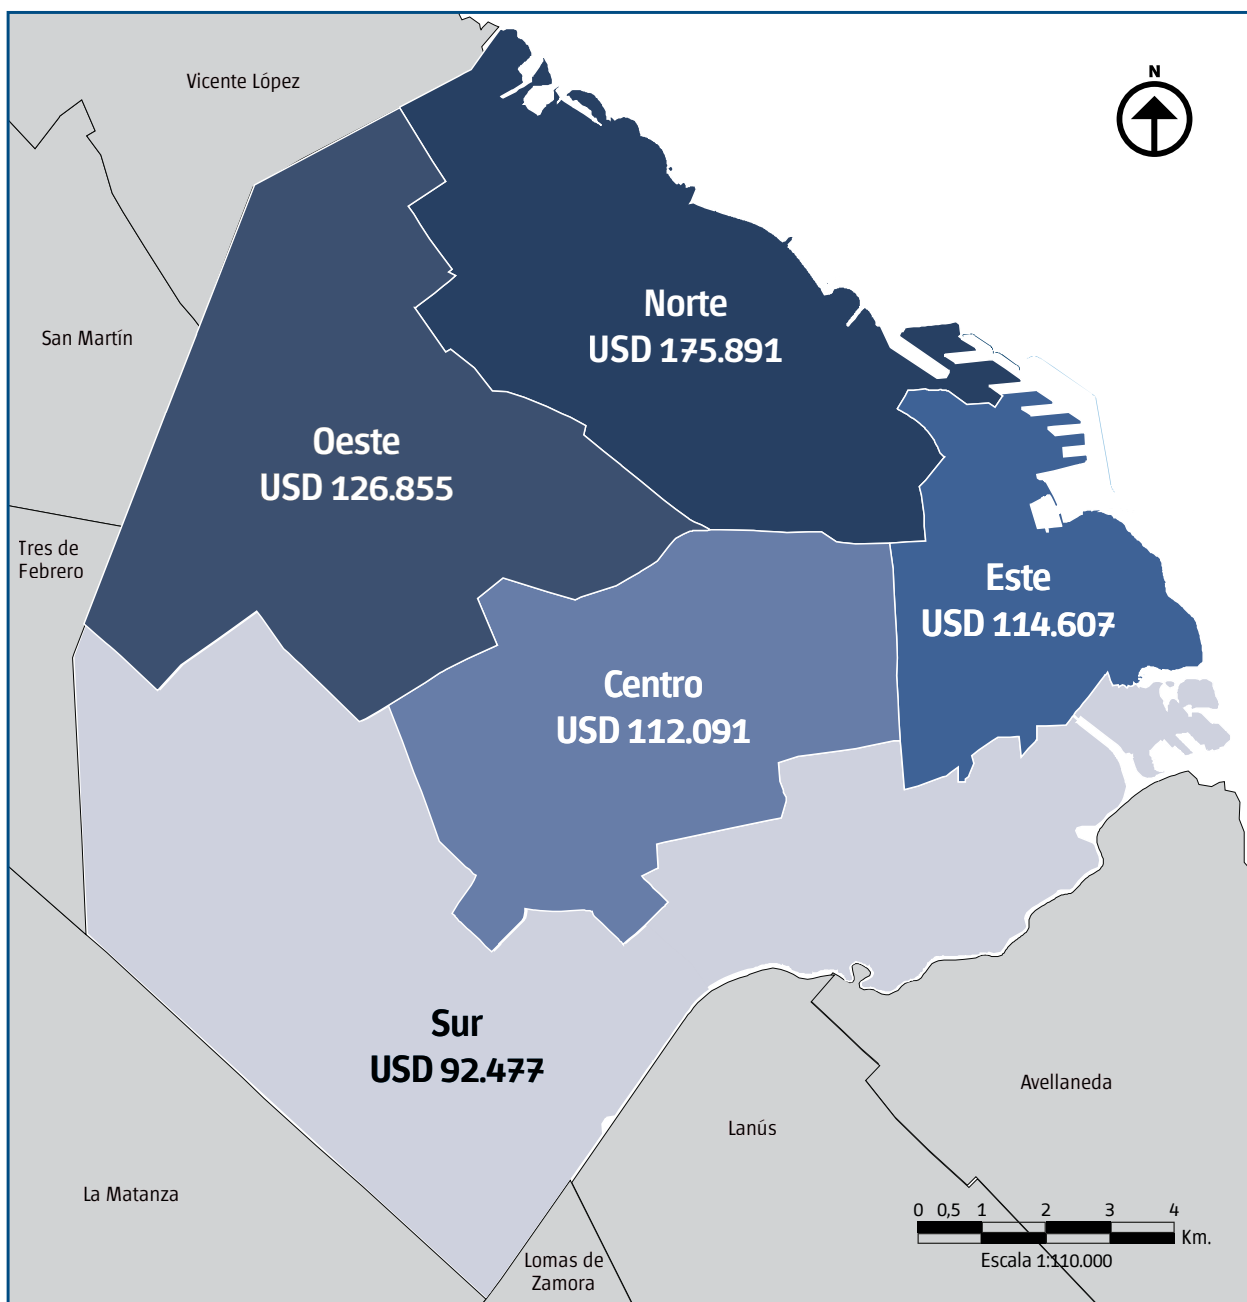 Vicente López
N
San Martín
Norte
USD 175.891
Oeste
USD 126.855
Tres de
Febrero
Este
USD 114.607
Centro
USD 112.091
Sur
USD 92.477
Avellaneda
Lanús
La Matanza
Lomas de
Zamora
0 0,5 1 2 3 4
Km.
Escala 1:110.000